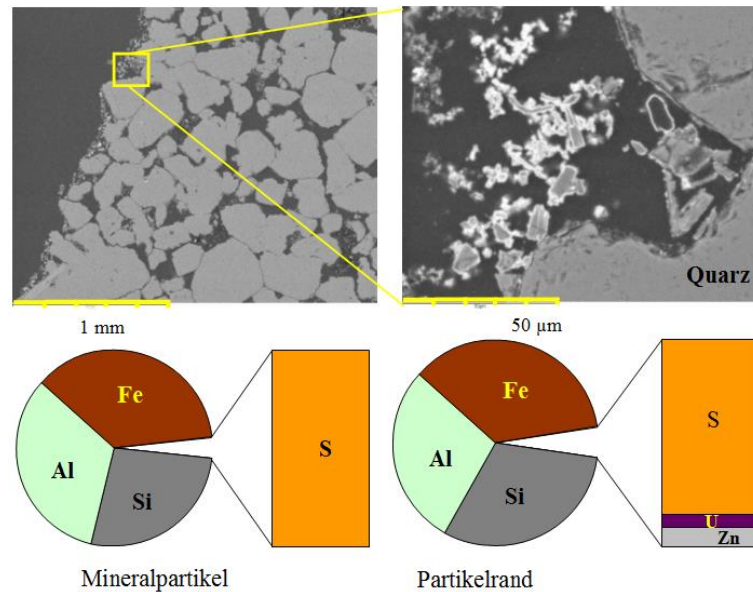 Quarz
1 mm
50 µm
Fe
Al
Si
S
Fe
Al
Si
S
U
Zn
Mineralpartikel
Partikelrand